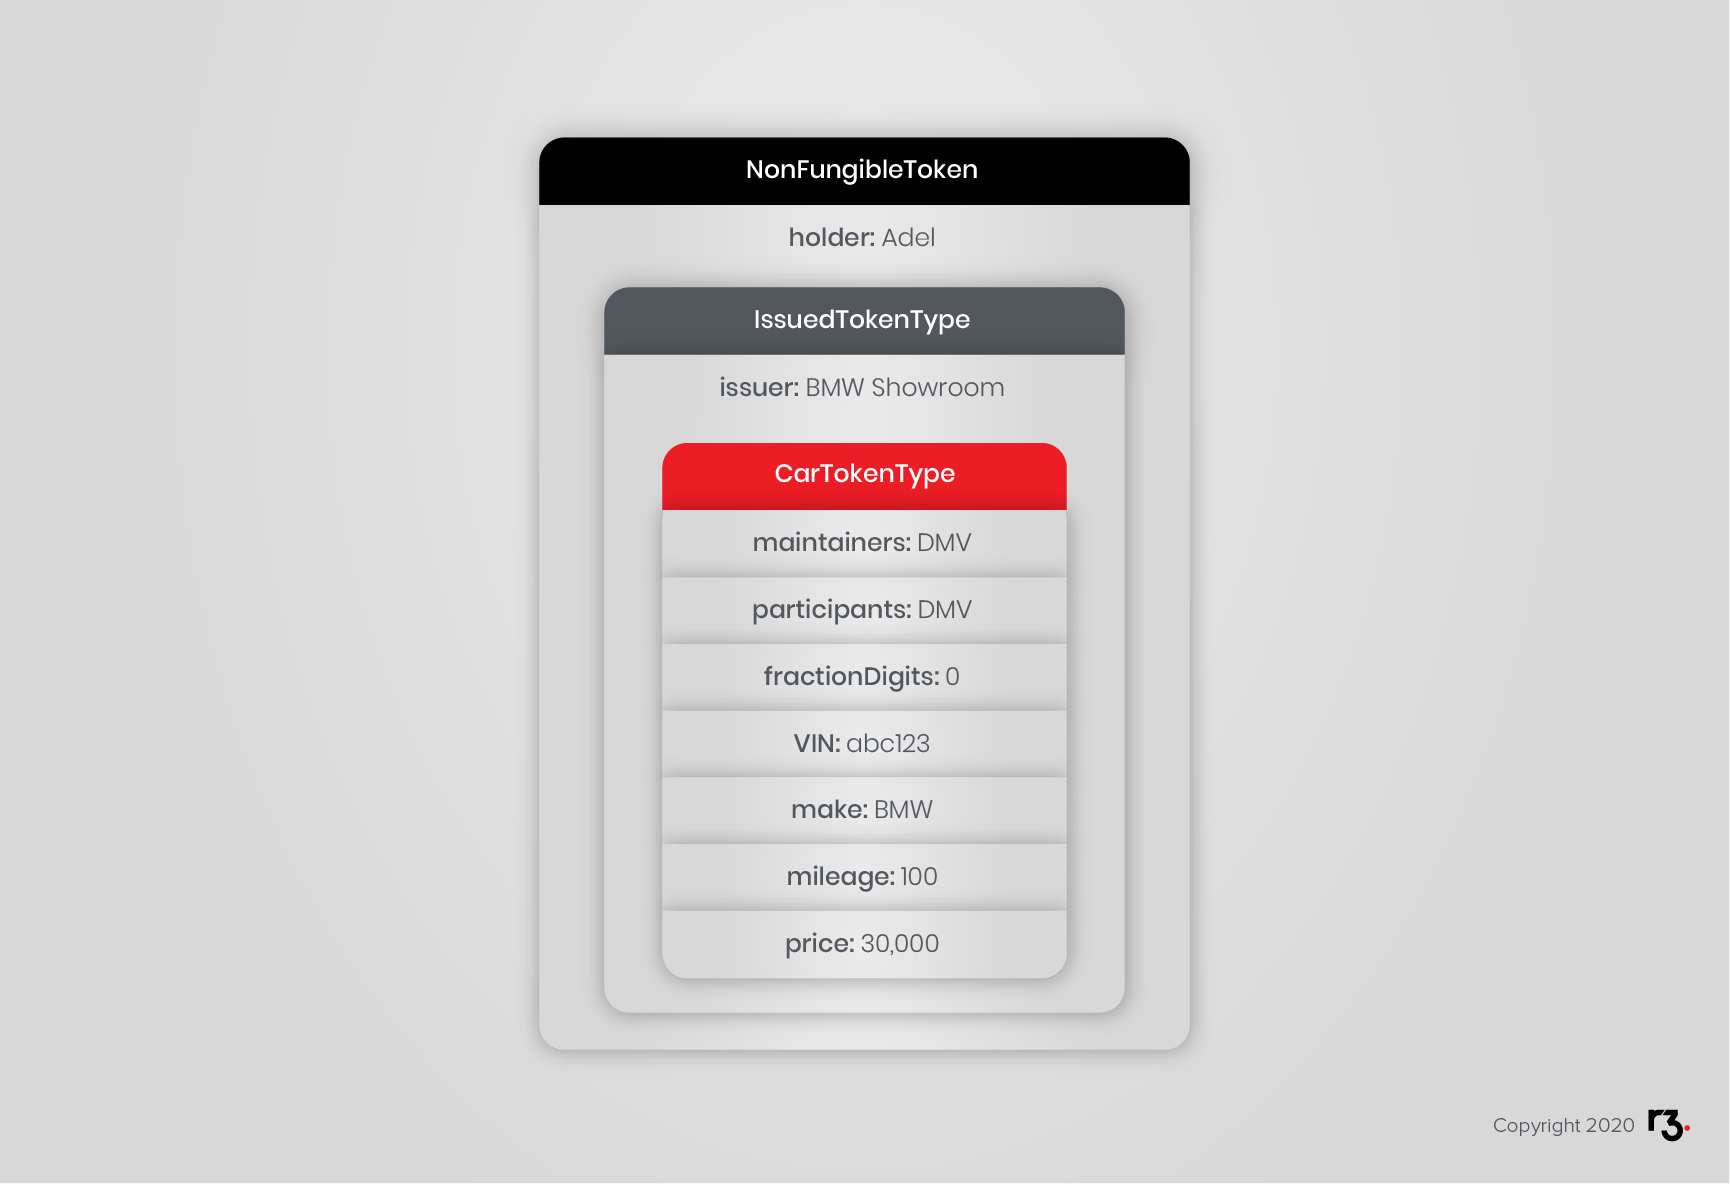 NonFungibleToken
holder: Adel
IssuedTokenType
issuer: BMW Showroom
CarTokenType
maintainers: DMV
participants: DMV
fractionDigits: 0
VIN: abc123
make: BMW
mileage: 100
price: 30,000
Copyright 2020 r3.